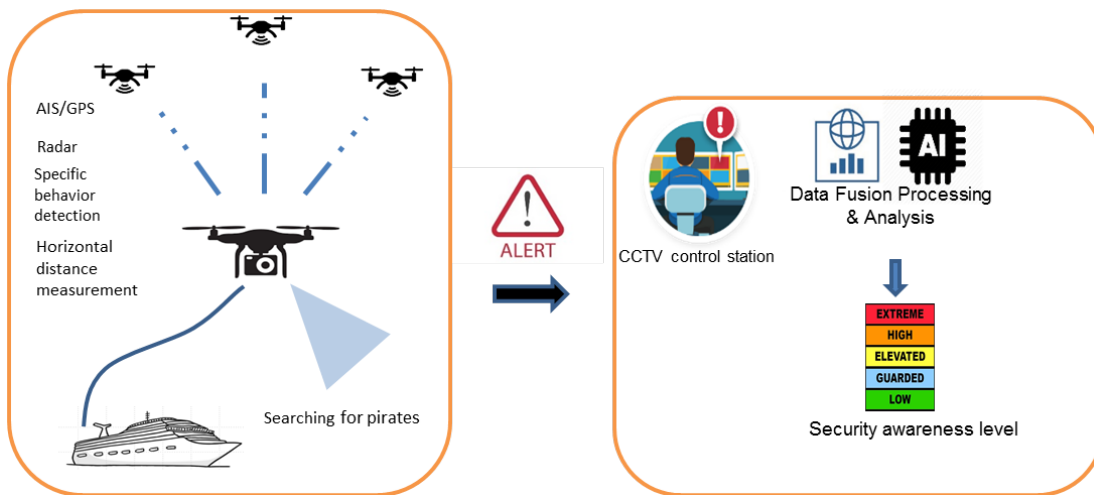 AIS/GPS
Radar
Specific
behavior
detection
Horizontal
distance
measurement
Searching for pirates
!
ALERT
!
CCTV control station
AI
Data Fusion Processing
& Analysis
EXTREME
HIGH
ELEVATED
GUARDED
LOW
Security awareness level